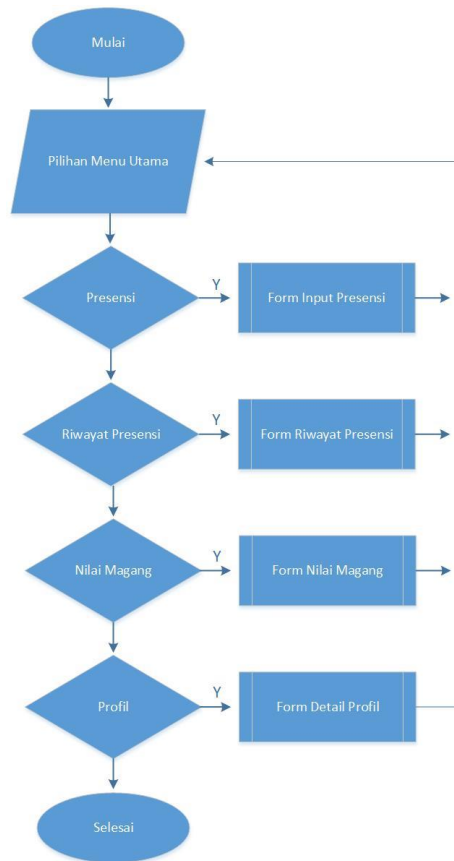 Mulai
Pilihan Menu Utama
Presensi
Y
Form Input Presensi
Riwayat Presensi
Y
Form Riwayat Presensi
Nilai Magang
Y
Form Nilai Magang
Profil
Y
Form Detail Profil
Selesai